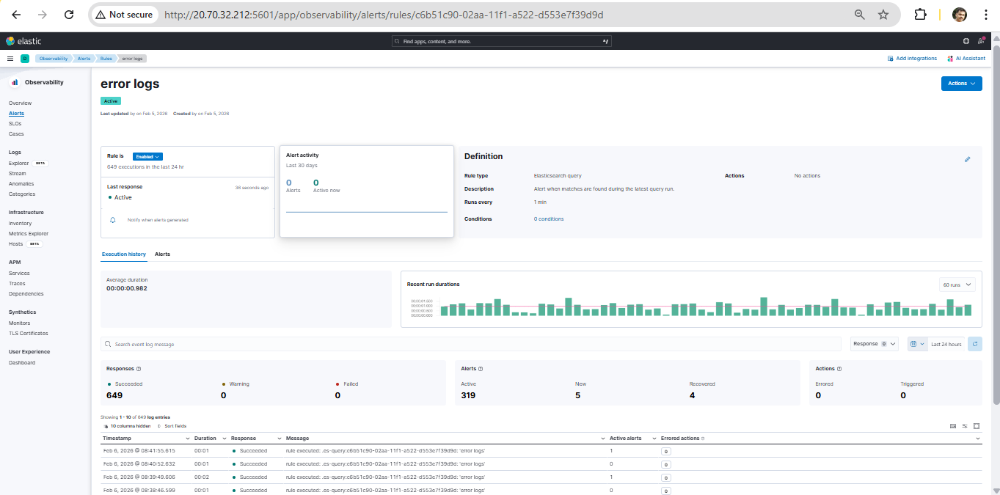 Not secure http://20.70.32.212:5601/app/observability/alerts/rules/c6b51c90-02aa-11f1-a522-d553e7f39d9d
elastic
Find apps, content, and more.
D
Observability Alerts Rules error logs
Add integrations AI Assistant
Observability
Overview
Alerts
SLOs
Cases
Logs
Explorer BETA
Stream
Anomalies
Categories
Infrastructure
Inventory
Metrics Explorer
Hosts BETA
APM
Services
Traces
Dependencies
Synthetics
Monitors
TLS Certificates
User Experience
Dashboard
error logs
Actions
Active
Last updated by on Feb 5, 2026 Created by on Feb 5, 2026
Rule is Enabled
649 executions in the last 24 hr
Last response 36 seconds ago
Active
Notify when alerts generated
Alert activity
Last 30 days
0 0
Alerts Active now
Definition
Rule type Elasticsearch query Actions No actions
Description Alert when matches are found during the latest query run.
Runs every 1 min
Conditions 0 conditions
Execution history Alerts
Average duration
00:00:00.982
Recent run durations
60 runs
00:00:01.500
00:00:01.000
00:00:00.500
00:00:00.000
Search event log message
Response 0
Last 24 hours
Responses
Succeeded Warning Failed
649 0 0
Alerts
Active New Recovered
319 5 4
Actions
Errored Triggered
0 0
Showing 1 - 10 of 649 log entries
10 columns hidden Sort fields
Timestamp Duration Response Message Active alerts Errored actions
Feb 6, 2026 @ 08:41:55.615 00:01 Succeeded rule executed: .es-query:c6b51c90-02aa-11f1-a522-d553e7f39d9d: 'error logs' 1 0
Feb 6, 2026 @ 08:40:52.632 00:01 Succeeded rule executed: .es-query:c6b51c90-02aa-11f1-a522-d553e7f39d9d: 'error logs' 0 0
Feb 6, 2026 @ 08:39:49.606 00:02 Succeeded rule executed: .es-query:c6b51c90-02aa-11f1-a522-d553e7f39d9d: 'error logs' 1 0
Feb 6, 2026 @ 08:38:46.599 00:01 Succeeded rule executed: .es-query:c6b51c90-02aa-11f1-a522-d553e7f39d9d: 'error logs' 0 0